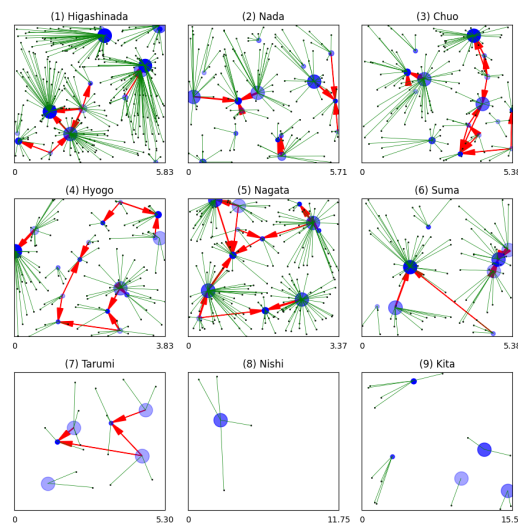 (1) Higashinada
(2) Nada
(3) Chuo
0
5.83
0
5.71
0
5.38
(4) Hyogo
(5) Nagata
(6) Suma
0
3.83
0
3.37
0
5.38
(7) Tarumi
(8) Nishi
(9) Kita
0
5.30
0
11.75
0